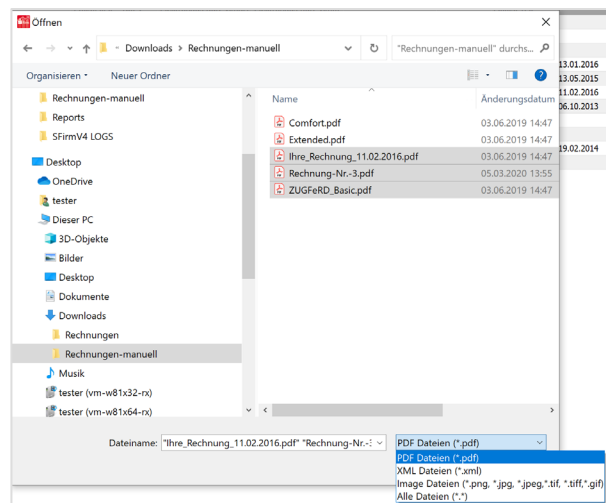 Öffnen
Downloads
Rechnungen-manuell
"Rechnungen-manuell" durchs...
Organisieren
Neuer Ordner
Rechnungen-manuell
Reports
SFirmV4 LOGS
Desktop
OneDrive
tester
Dieser PC
3D-Objekte
Bilder
Desktop
Dokumente
Downloads
Rechnungen
Rechnungen-manuell
Musik
tester (vm-w81x32-rx)
tester (vm-w81x64-rx)
Name Änderungsdatum
Comfort.pdf 03.06.2019 14:47
Extended.pdf 03.06.2019 14:47
Ihre_Rechnung_11.02.2016.pdf 03.06.2019 14:47
Rechnung-Nr.-3.pdf 05.03.2020 13:55
ZUGFeRD_Basic.pdf 03.06.2019 14:47
13.01.2016
13.05.2015
11.02.2016
06.10.2013
19.02.2014
Dateiname: "Ihre_Rechnung_11.02.2016.pdf" "Rechnung-Nr.-3
PDF Dateien (*.pdf)
PDF Dateien (*.pdf)
XML Dateien (*.xml)
Image Dateien (*.png, *.jpg, *.jpeg,*.tif, *.tiff,*.gif)
Alle Dateien (*.*)